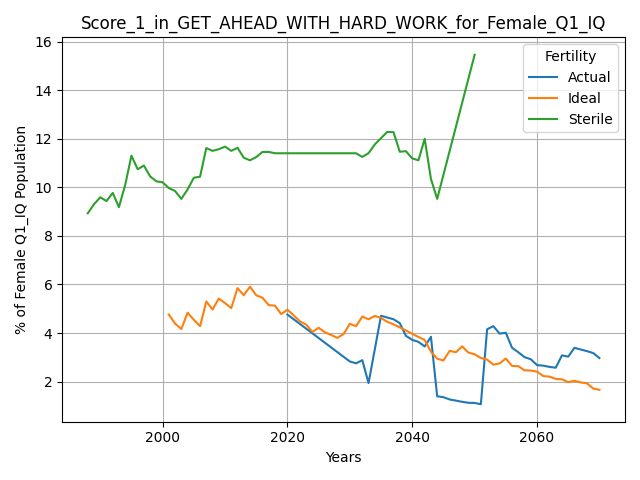 Score_1_in_GET_AHEAD_WITH_HARD_WORK_for_Female_Q1_IQ
16
14
12
10
8
6
4
2
% of Female Q1_IQ Population
Fertility
Actual
Ideal
Sterile
2000
2020
2040
2060
Years